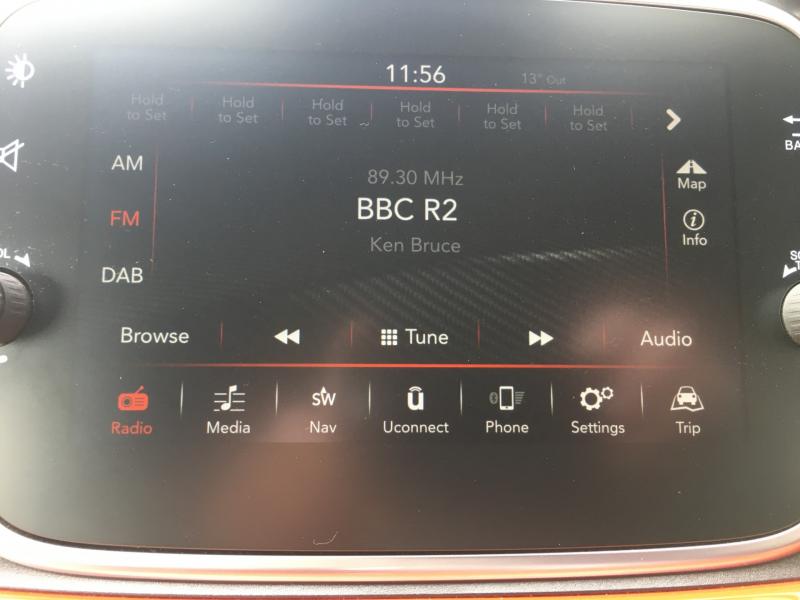 11:56 13° Out
Hold to Set
Hold to Set
Hold to Set
Hold to Set
Hold to Set
Hold to Set
AM
89.30 MHz
Map
FM
BBC R2
Ken Bruce
Info
DAB
Browse Tune Audio
SW
û
Radio Media Nav Uconnect Phone Settings Trip